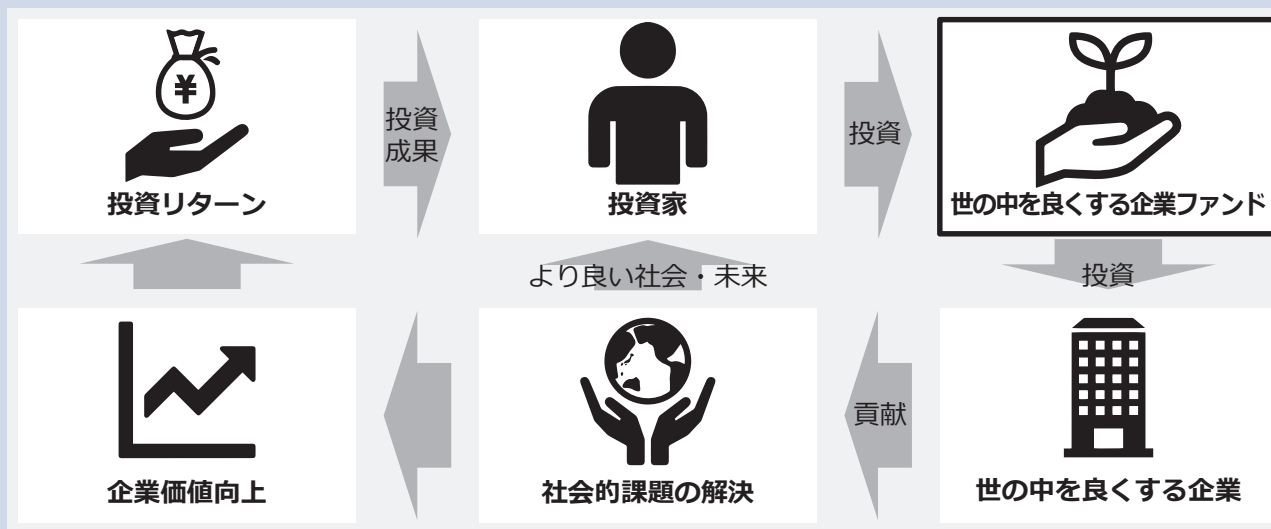 ¥
投資リターン
投資
成果
投資家
投資
世の中を良くする企業ファンド
より良い社会・未来
投資
企業価値向上
社会的課題の解決
貢献
世の中を良くする企業